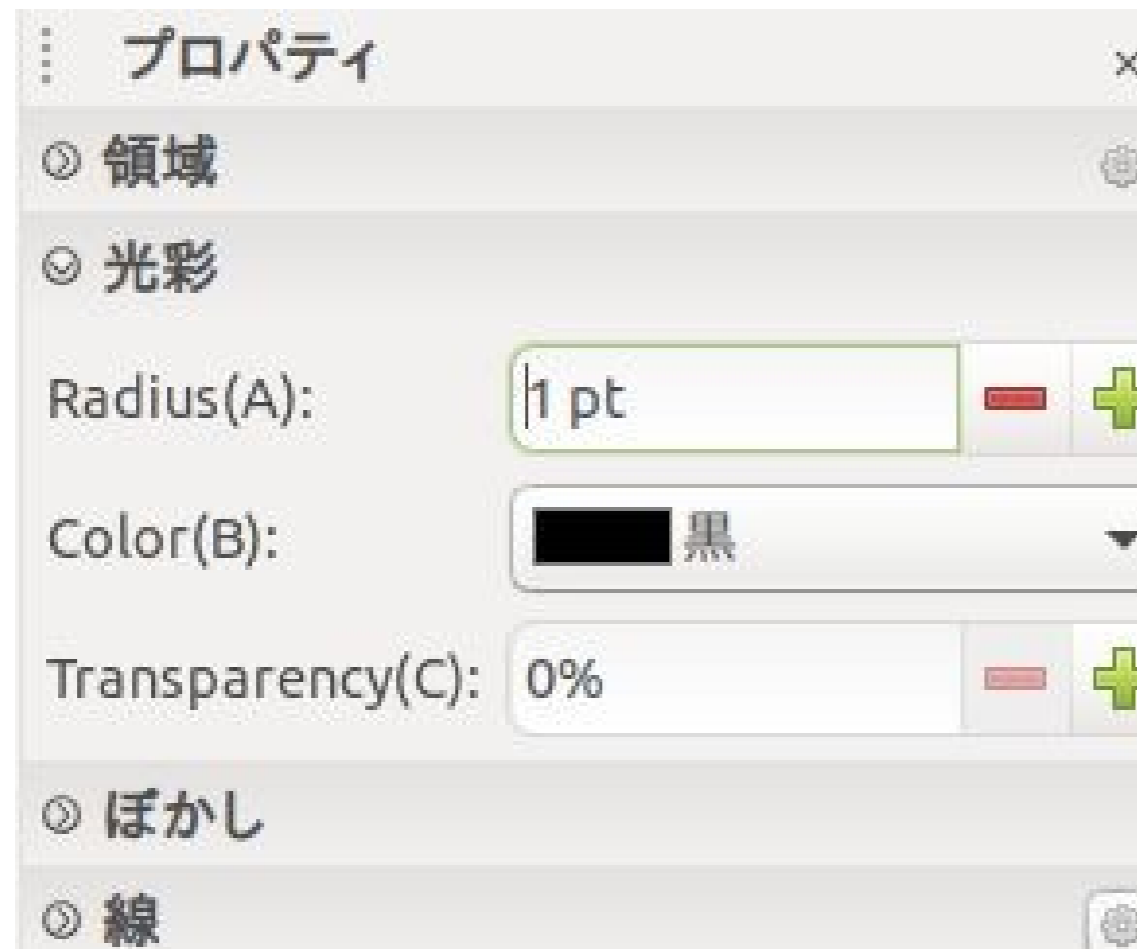 プロパティ
領域
光彩
Radius(A): 1 pt
Color(B): 黒
Transparency(C): 0%
ぼかし
線